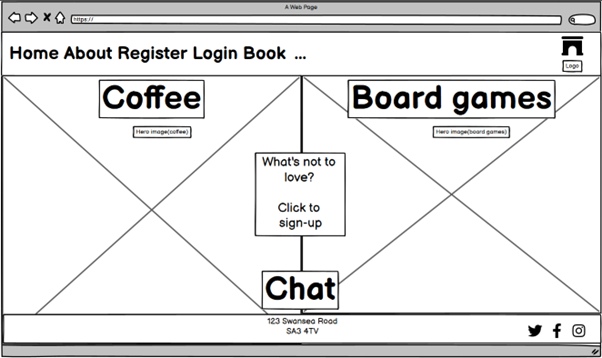 A Web Page
https://
Home About Register Login Book ...
Logo
Coffee
Board games
Hero image(coffee)
Hero image(board games)
What's not to
love?
Click to
sign-up
Chat
123 Swansea Road
SA3 4TV